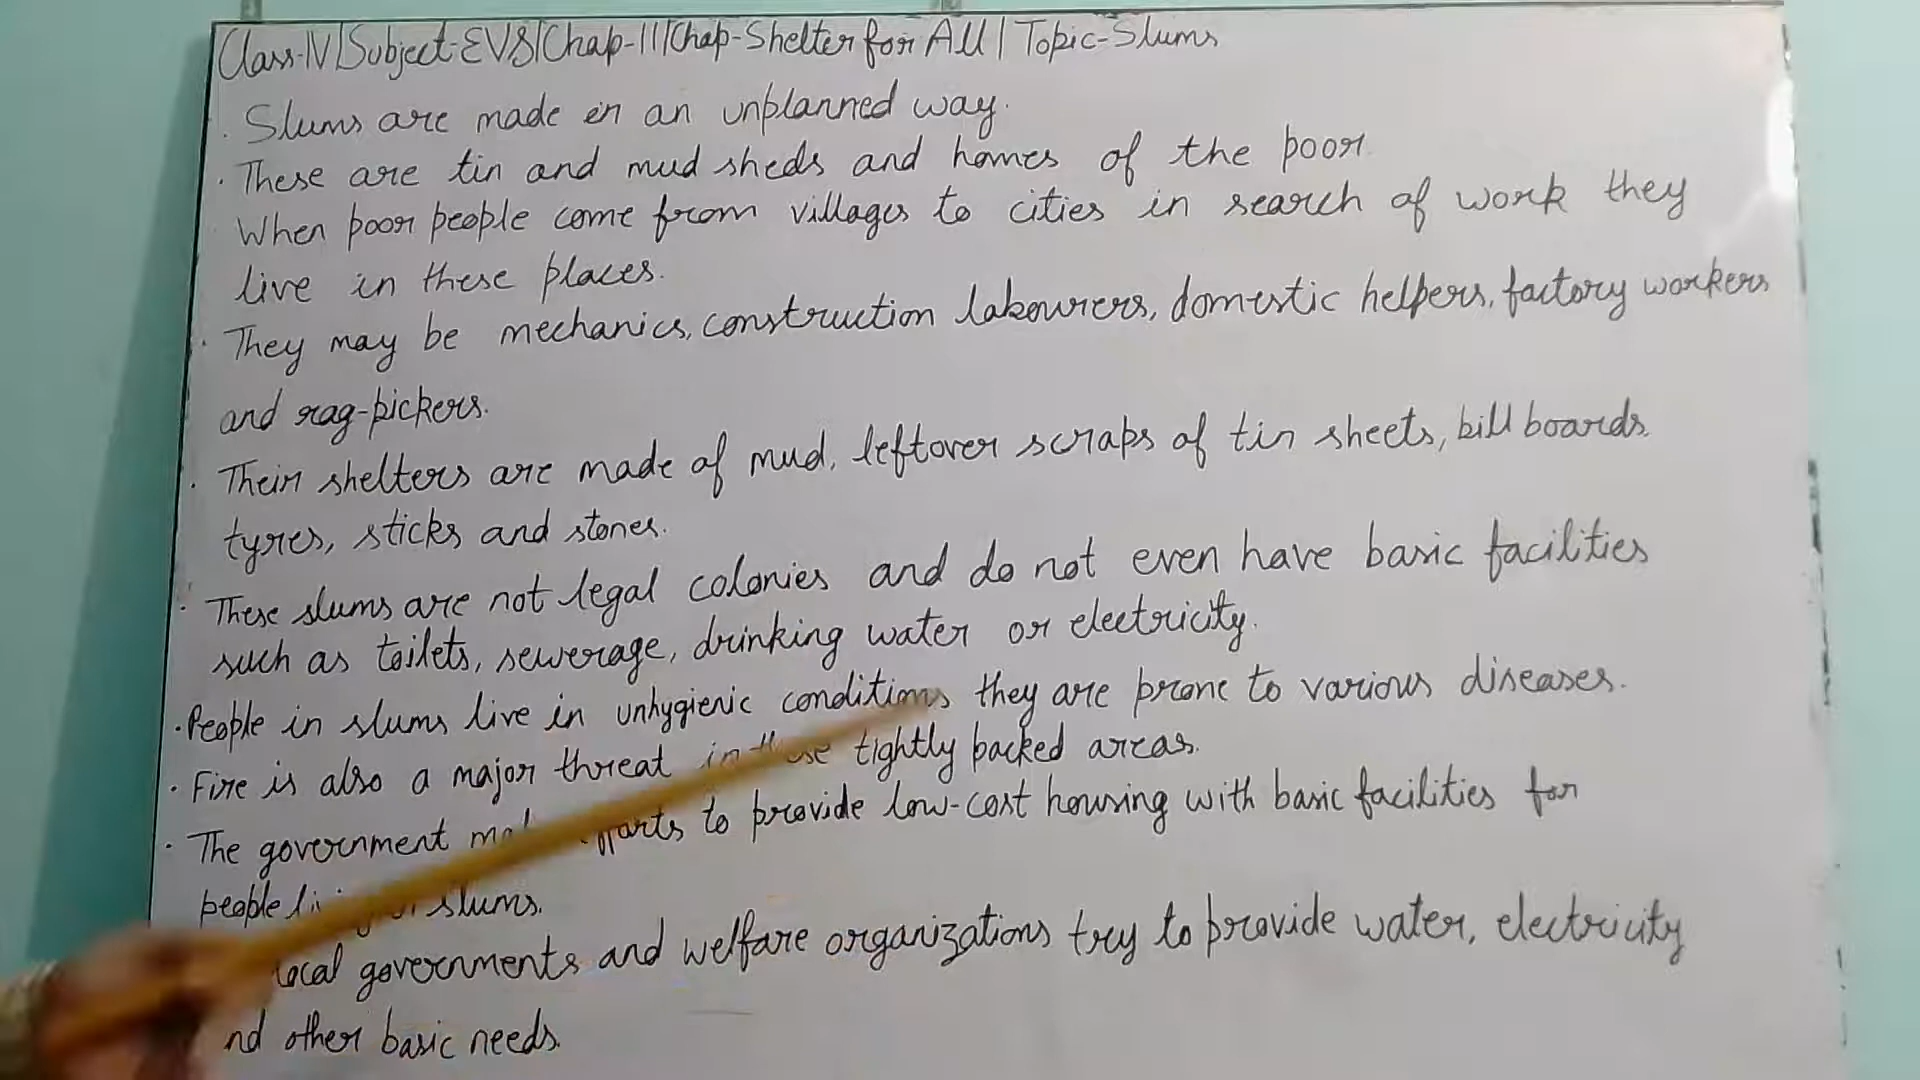 Class-IV|Subject-EVS|Chap-11|Chap-Shelter for All| Topic-Slums
. Slums are made in an unplanned way.
. These are tin and mud sheds and homes of the poor.
When poor people come from villages to cities in search of work they
live in these places.
. They may be mechanics, construction labourers, domestic helpers, factory workers
and rag-pickers.
. Their shelters are made of mud, leftover scraps of tin sheets, bill boards,
tyres, sticks and stones.
. These slums are not legal colonies and do not even have basic facilities
such as toilets, sewerage, drinking water or electricity.
. People in slums live in unhygienic conditions they are prone to various diseases.
. Fire is also a major threat in tightly packed areas.
. The government to provide low-cost housing with basic facilities for
people slums.
local governments and welfare organizations try to provide water, electricity
other basic needs.